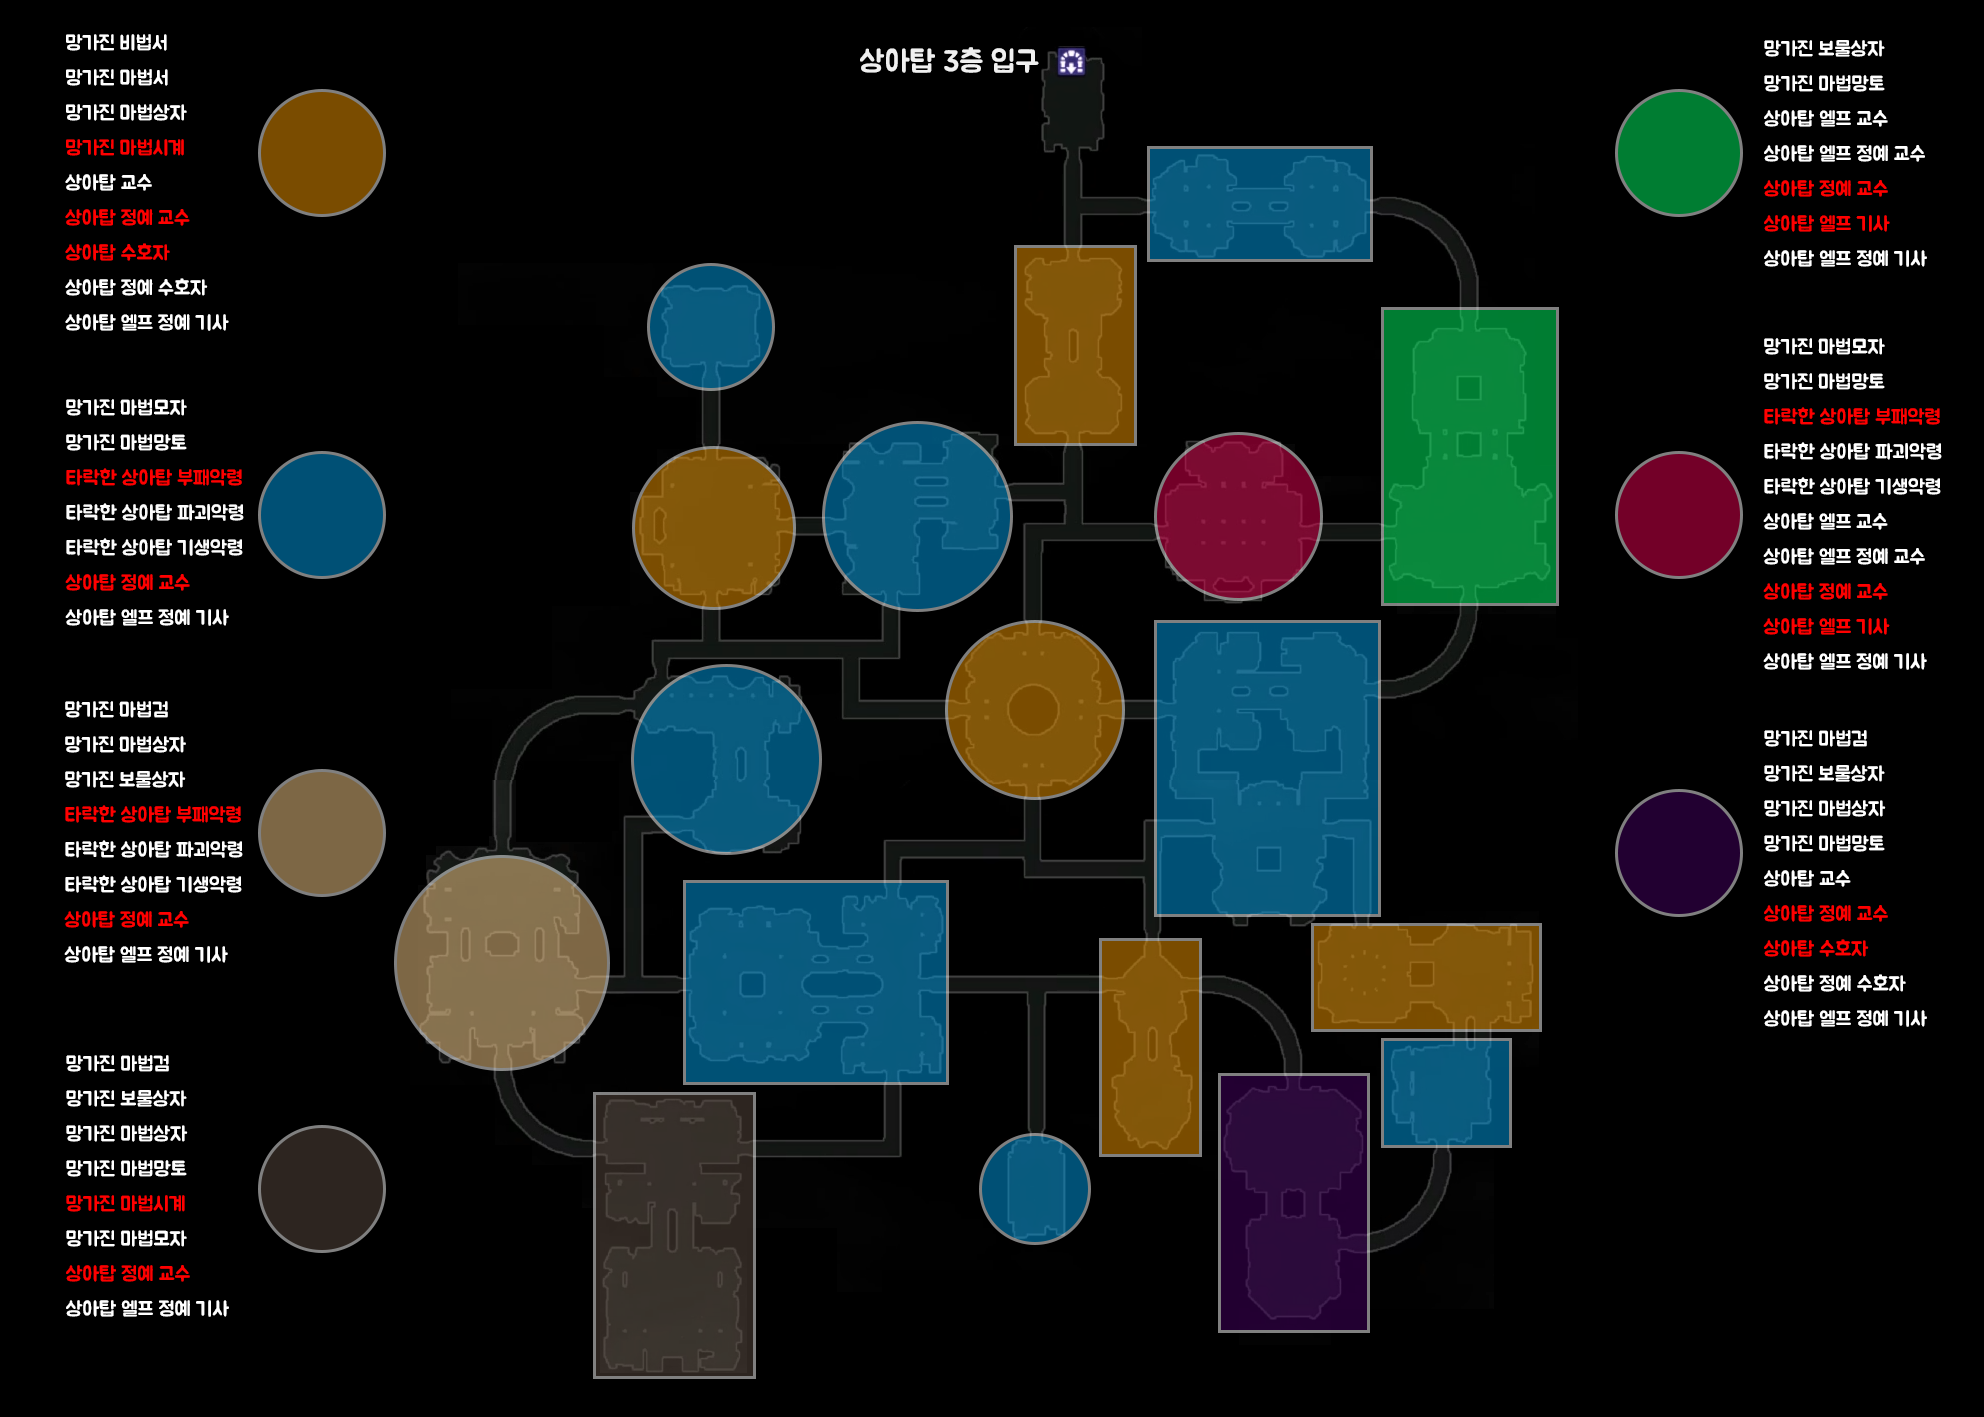 상아탑 3층 입구
망가진 비법서
망가진 마법서
망가진 마법상자
망가진 마법시계
상아탑 교수
상아탑 정예 교수
상아탑 수호자
상아탑 정예 수호자
상아탑 엘프 정예 기사
망가진 마법모자
망가진 마법망토
타락한 상아탑 부패악령
타락한 상아탑 파괴악령
타락한 상아탑 기생악령
상아탑 정예 교수
상아탑 엘프 정예 기사
망가진 마법검
망가진 마법상자
망가진 보물상자
타락한 상아탑 부패악령
타락한 상아탑 파괴악령
타락한 상아탑 기생악령
상아탑 정예 교수
상아탑 엘프 정예 기사
망가진 마법검
망가진 보물상자
망가진 마법상자
망가진 마법망토
망가진 마법시계
망가진 마법모자
상아탑 정예 교수
상아탑 엘프 정예 기사
망가진 보물상자
망가진 마법망토
상아탑 엘프 교수
상아탑 엘프 정예 교수
상아탑 정예 교수
상아탑 엘프 기사
상아탑 엘프 정예 기사
망가진 마법모자
망가진 마법망토
타락한 상아탑 부패악령
타락한 상아탑 파괴악령
타락한 상아탑 기생악령
상아탑 엘프 교수
상아탑 엘프 정예 교수
상아탑 정예 교수
상아탑 엘프 기사
상아탑 엘프 정예 기사
망가진 마법검
망가진 보물상자
망가진 마법상자
망가진 마법망토
상아탑 교수
상아탑 정예 교수
상아탑 수호자
상아탑 정예 수호자
상아탑 엘프 정예 기사